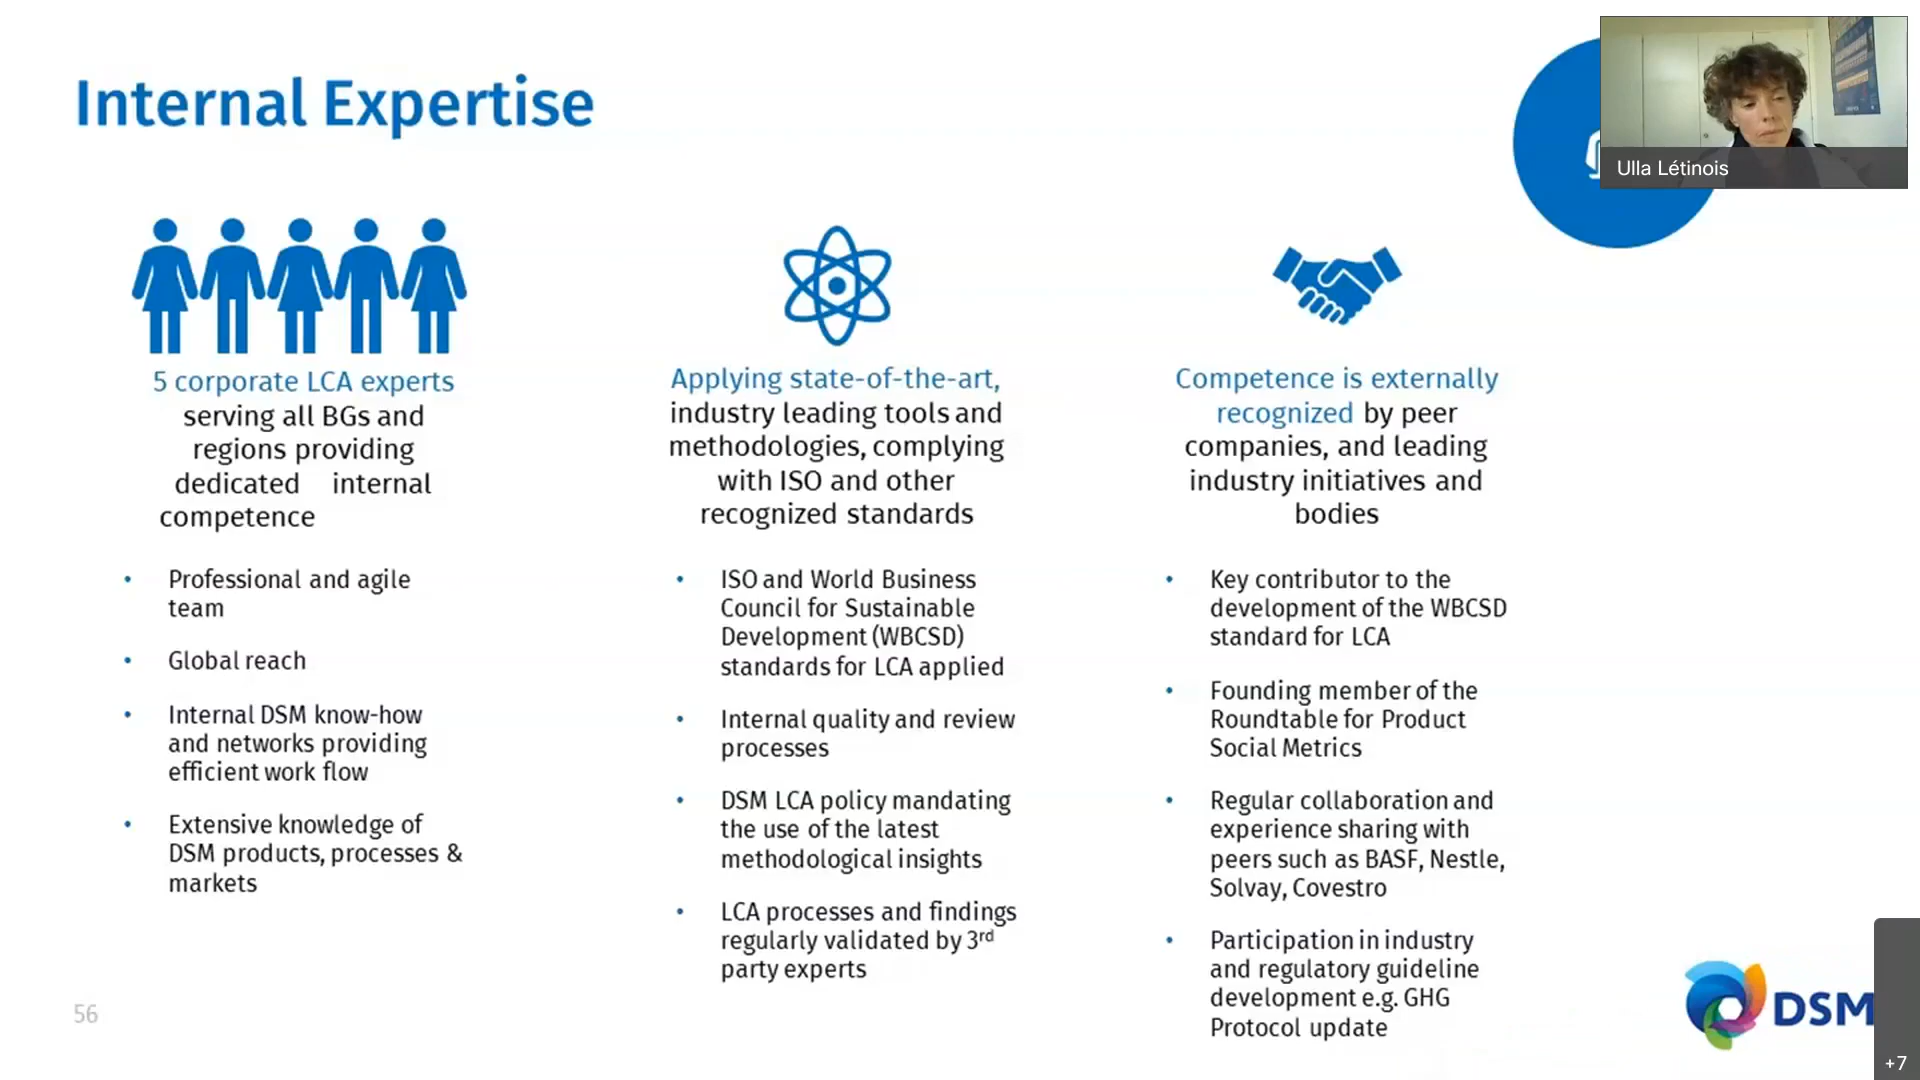 Internal Expertise
Ulla Létinois
5 corporate LCA experts
serving all BGs and
regions providing
dedicated internal
competence
• Professional and agile
team
• Global reach
• Internal DSM know-how
and networks providing
efficient work flow
• Extensive knowledge of
DSM products, processes &
markets
Applying state-of-the-art,
industry leading tools and
methodologies, complying
with ISO and other
recognized standards
• ISO and World Business
Council for Sustainable
Development (WBCSD)
standards for LCA applied
• Internal quality and review
processes
• DSM LCA policy mandating
the use of the latest
methodological insights
• LCA processes and findings
regularly validated by 3rd
party experts
Competence is externally
recognized by peer
companies, and leading
industry initiatives and
bodies
• Key contributor to the
development of the WBCSD
standard for LCA
• Founding member of the
Roundtable for Product
Social Metrics
• Regular collaboration and
experience sharing with
peers such as BASF, Nestle,
Solvay, Covestro
• Participation in industry
and regulatory guideline
development e.g. GHG
Protocol update
56
DSM
+7